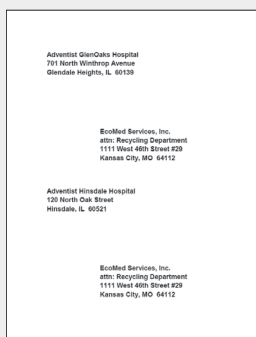 Adventist GlenOaks Hospital
701 North Winthrop Avenue
Glendale Heights, IL  60139
EcoMed Services, Inc.
attn: Recycling Department
1111 West 46th Street #29
Kansas City, MO  64112
Adventist Hinsdale Hospital
120 North Oak Street
Hinsdale, IL  60521
EcoMed Services, Inc.
attn: Recycling Department
1111 West 46th Street #29
Kansas City, MO  64112